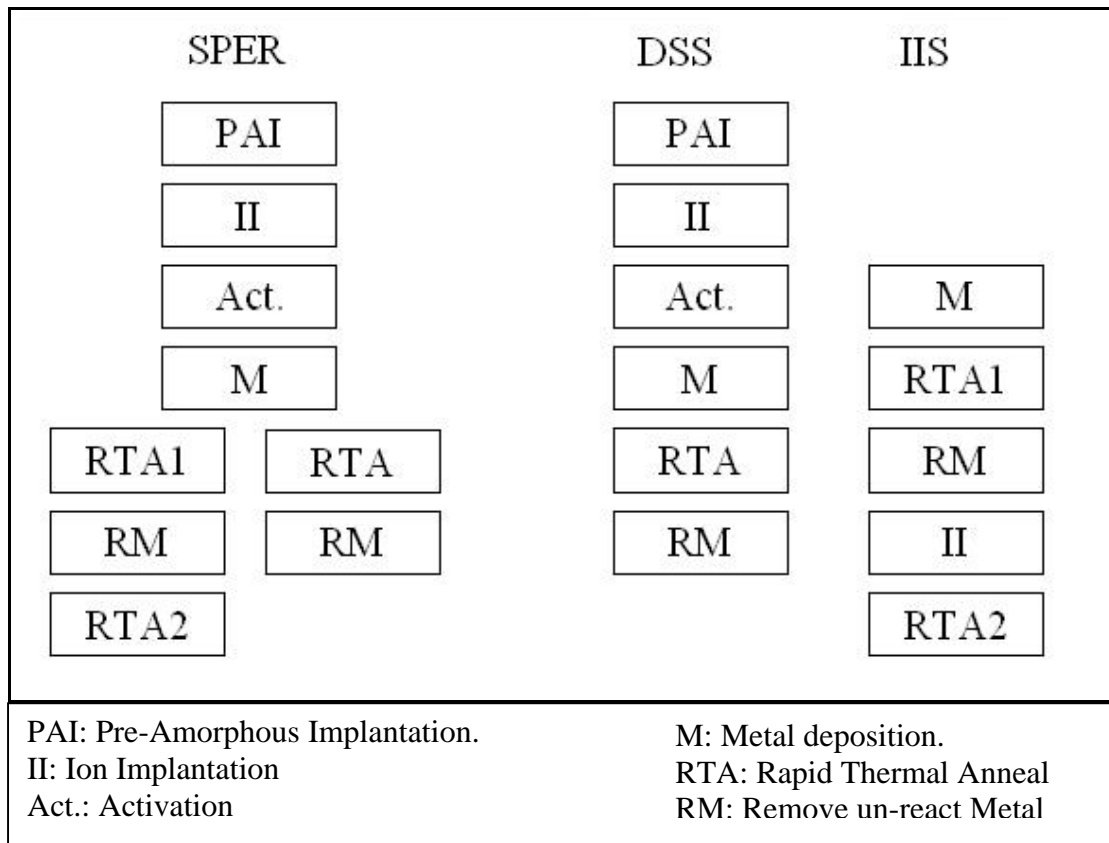 SPER DSS IIS
PAI PAI
II II
Act. Act. M
M M RTA1
RTA1 RTA RTA RM
RM RM RM II
RTA2 RTA2
PAI: Pre-Amorphous Implantation.
II: Ion Implantation
Act.: Activation
M: Metal deposition.
RTA: Rapid Thermal Anneal
RM: Remove un-react Metal